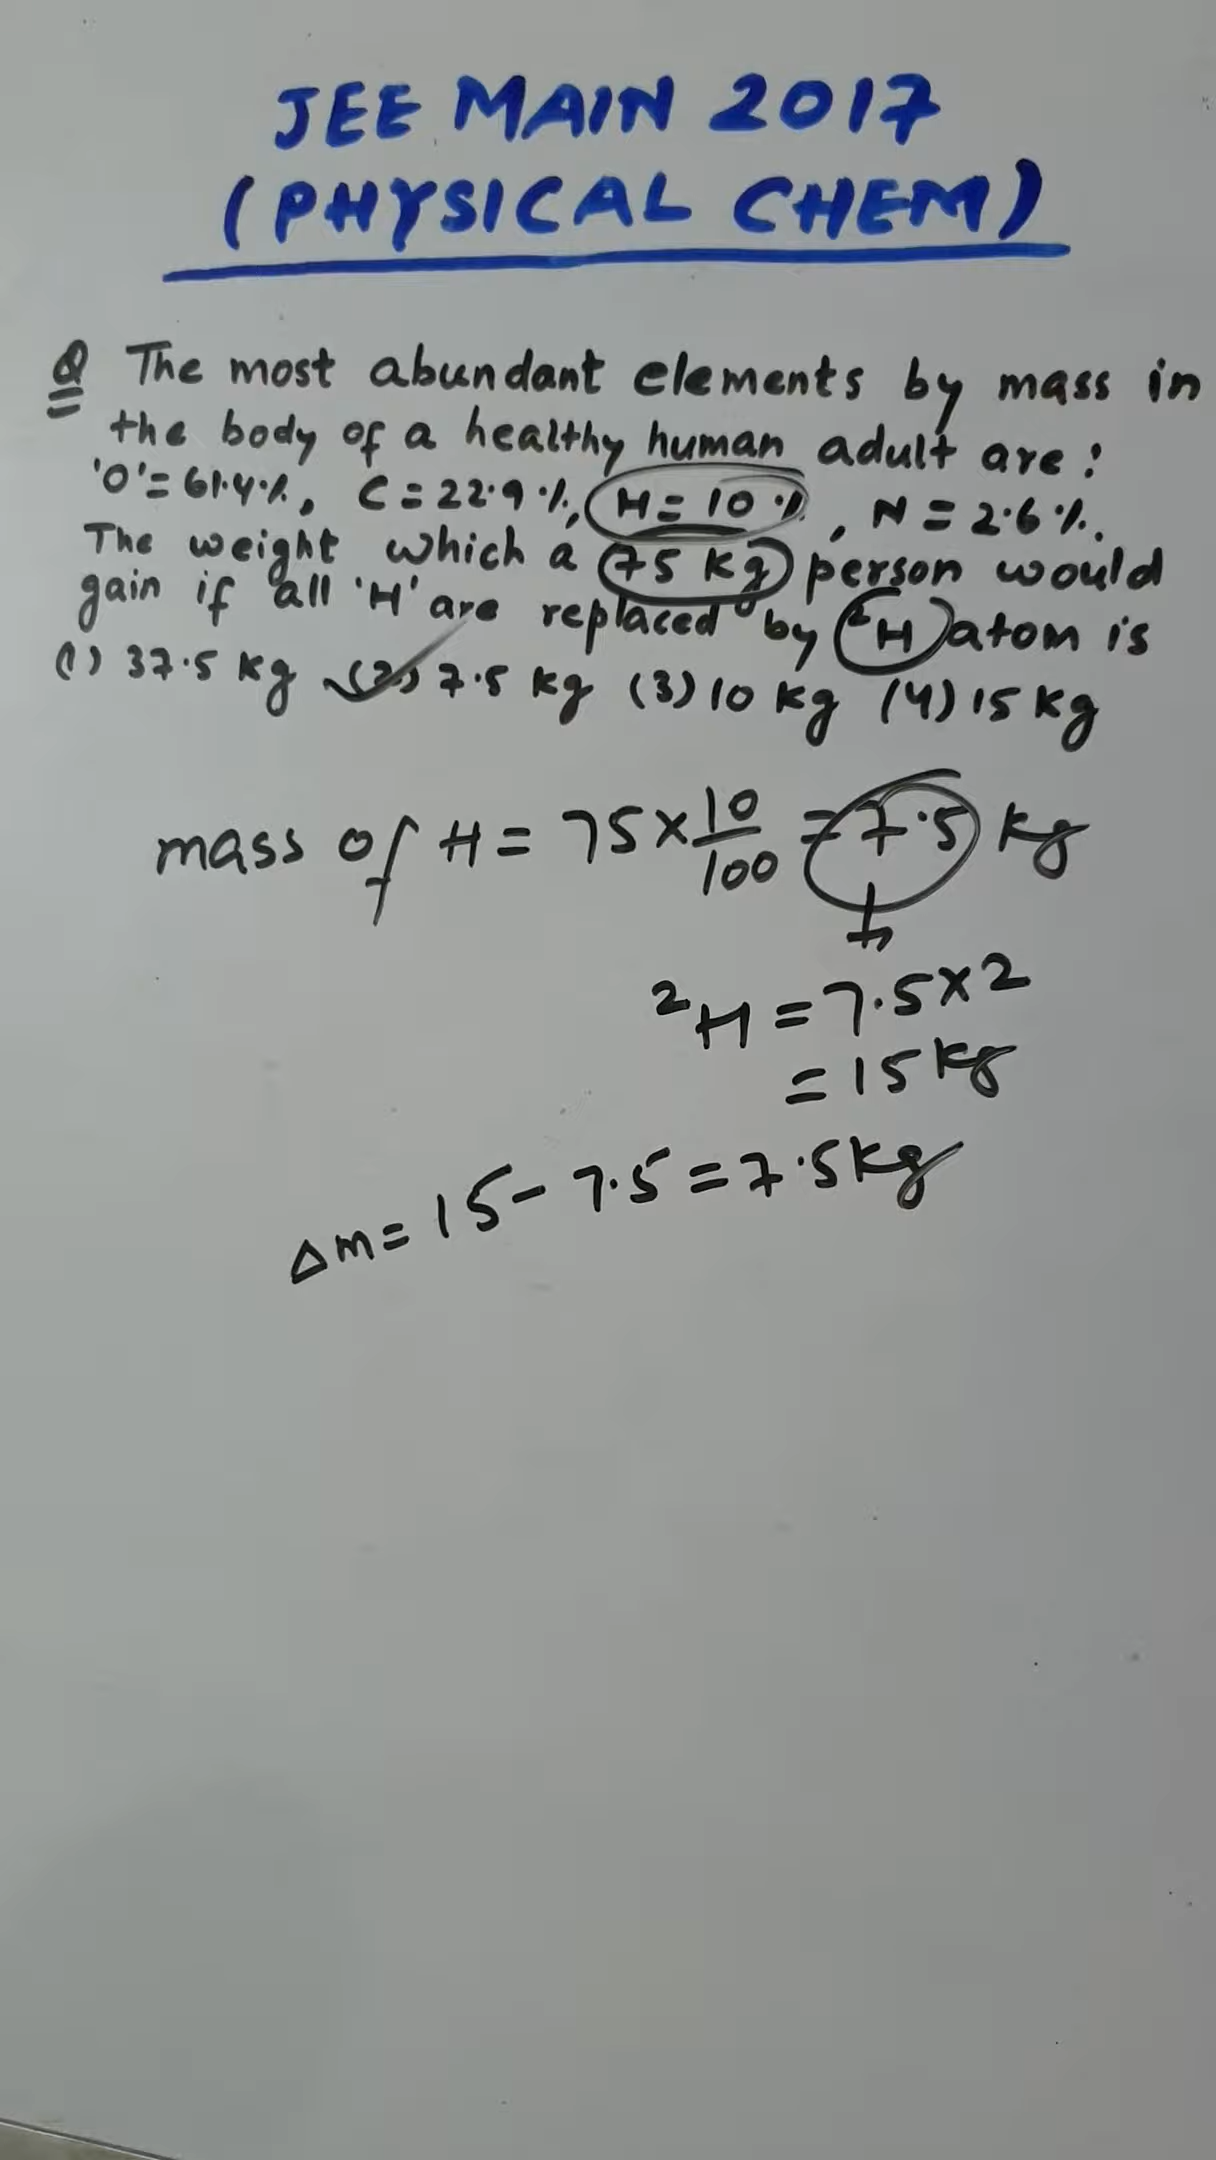 JEE MAIN 2017
(PHYSICAL CHEM)
Q The most abundant elements by mass in
the body of a healthy human adult are :
'O'= 61.4%, C = 22.9%, H = 10%, N = 2.6%.
The weight which a 75 kg person would
gain if all 'H' are replaced by ²H atom is
(1) 37.5 kg (2) 7.5 kg (3) 10 kg (4) 15 kg
mass of H = 75 × 10/100 = 7.5 kg
²H = 7.5 × 2
= 15 kg
Δm = 15 - 7.5 = 7.5 kg